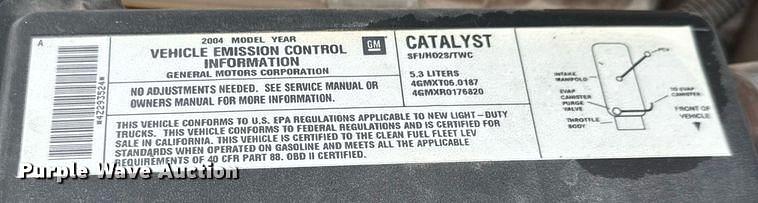 A
2004 MODEL YEAR
VEHICLE EMISSION CONTROL
INFORMATION
GENERAL MOTORS CORPORATION
GM
CATALYST
SFI/HO2S/TWC
5.3 LITERS
4GMXT06.0187
4GMXR0176820
NO ADJUSTMENTS NEEDED. SEE SERVICE MANUAL OR
OWNERS MANUAL FOR MORE INFORMATION.
THIS VEHICLE CONFORMS TO U.S. EPA REGULATIONS APPLICABLE TO NEW LIGHT-DUTY
TRUCKS. THIS VEHICLE CONFORMS TO FEDERAL REGULATIONS AND IS CERTIFIED FOR
SALE IN CALIFORNIA. THIS VEHICLE IS CERTIFIED TO THE CLEAN FUEL FLEET LEV
STANDARDS WHEN OPERATED ON GASOLINE AND MEETS ALL THE APPLICABLE
REQUIREMENTS OF 40 CFR PART 88. OBD II CERTIFIED.
*4Z293524*
PCV
INTAKE
MANIFOLD
EVAP
CANISTER
PURGE
VALVE
THROTTLE
BODY
TO EVAP
CANISTER
FRONT OF
VEHICLE
Purple Wave Auction